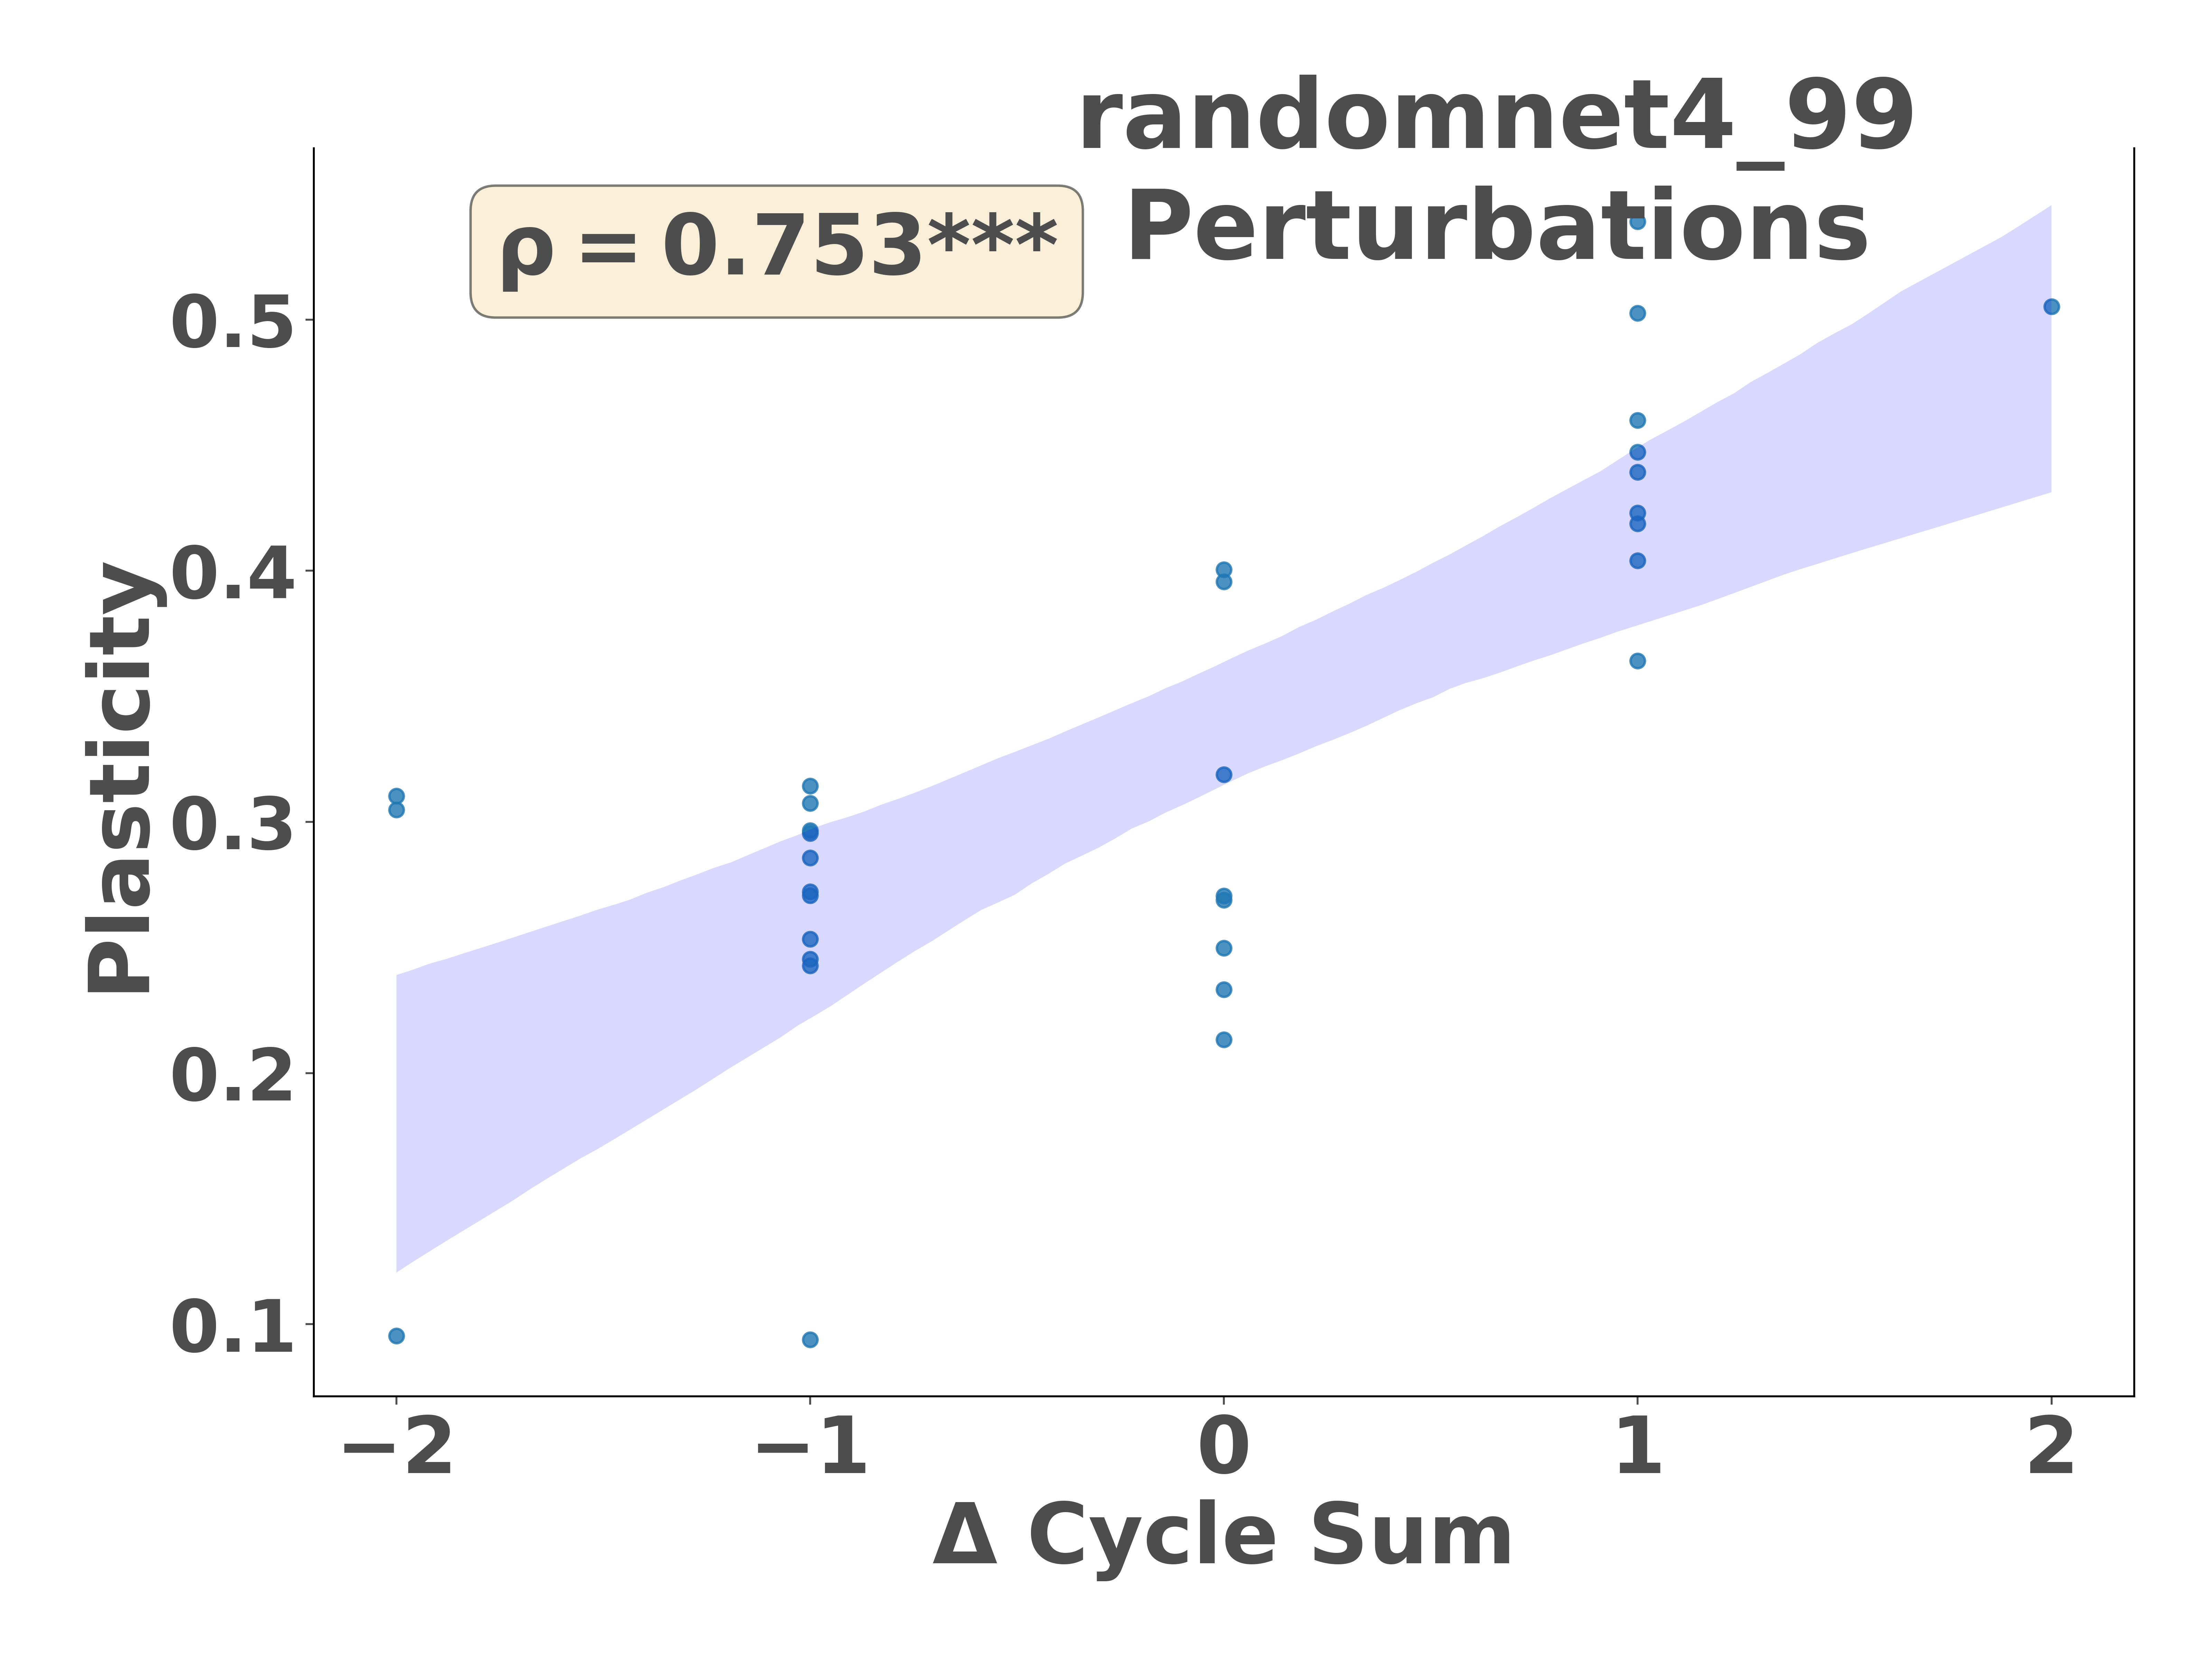 randomnet4_99
Perturbations
ρ = 0.753***
Plasticity
0.5
0.4
0.3
0.2
0.1
−2 −1 0 1 2
Δ Cycle Sum